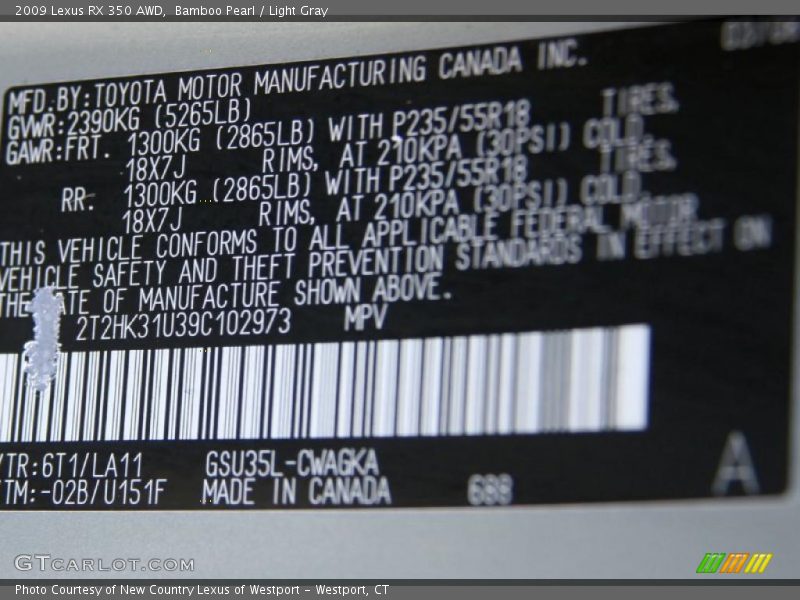 2009 Lexus RX 350 AWD, Bamboo Pearl / Light Gray
MFD.BY:TOYOTA MOTOR MANUFACTURING CANADA INC.
GVWR:2390KG (5265LB)
GAWR:FRT. 1300KG (2865LB) WITH P235/55R18 TIRES,
18X7J RIMS, AT 210KPA (30PSI) COLD.
RR. 1300KG (2865LB) WITH P235/55R18 TIRES,
18X7J RIMS, AT 210KPA (30PSI) COLD.
THIS VEHICLE CONFORMS TO ALL APPLICABLE FEDERAL MOTOR
VEHICLE SAFETY AND THEFT PREVENTION STANDARDS IN EFFECT ON
THE ATE OF MANUFACTURE SHOWN ABOVE.
2T2HK31U39C102973 MPV
/TR:6T1/LA11 GSU35L-CWAGKA
/TM:-02B/U151F MADE IN CANADA 688
A
GTCARLOT.COM
Photo Courtesy of New Country Lexus of Westport - Westport, CT